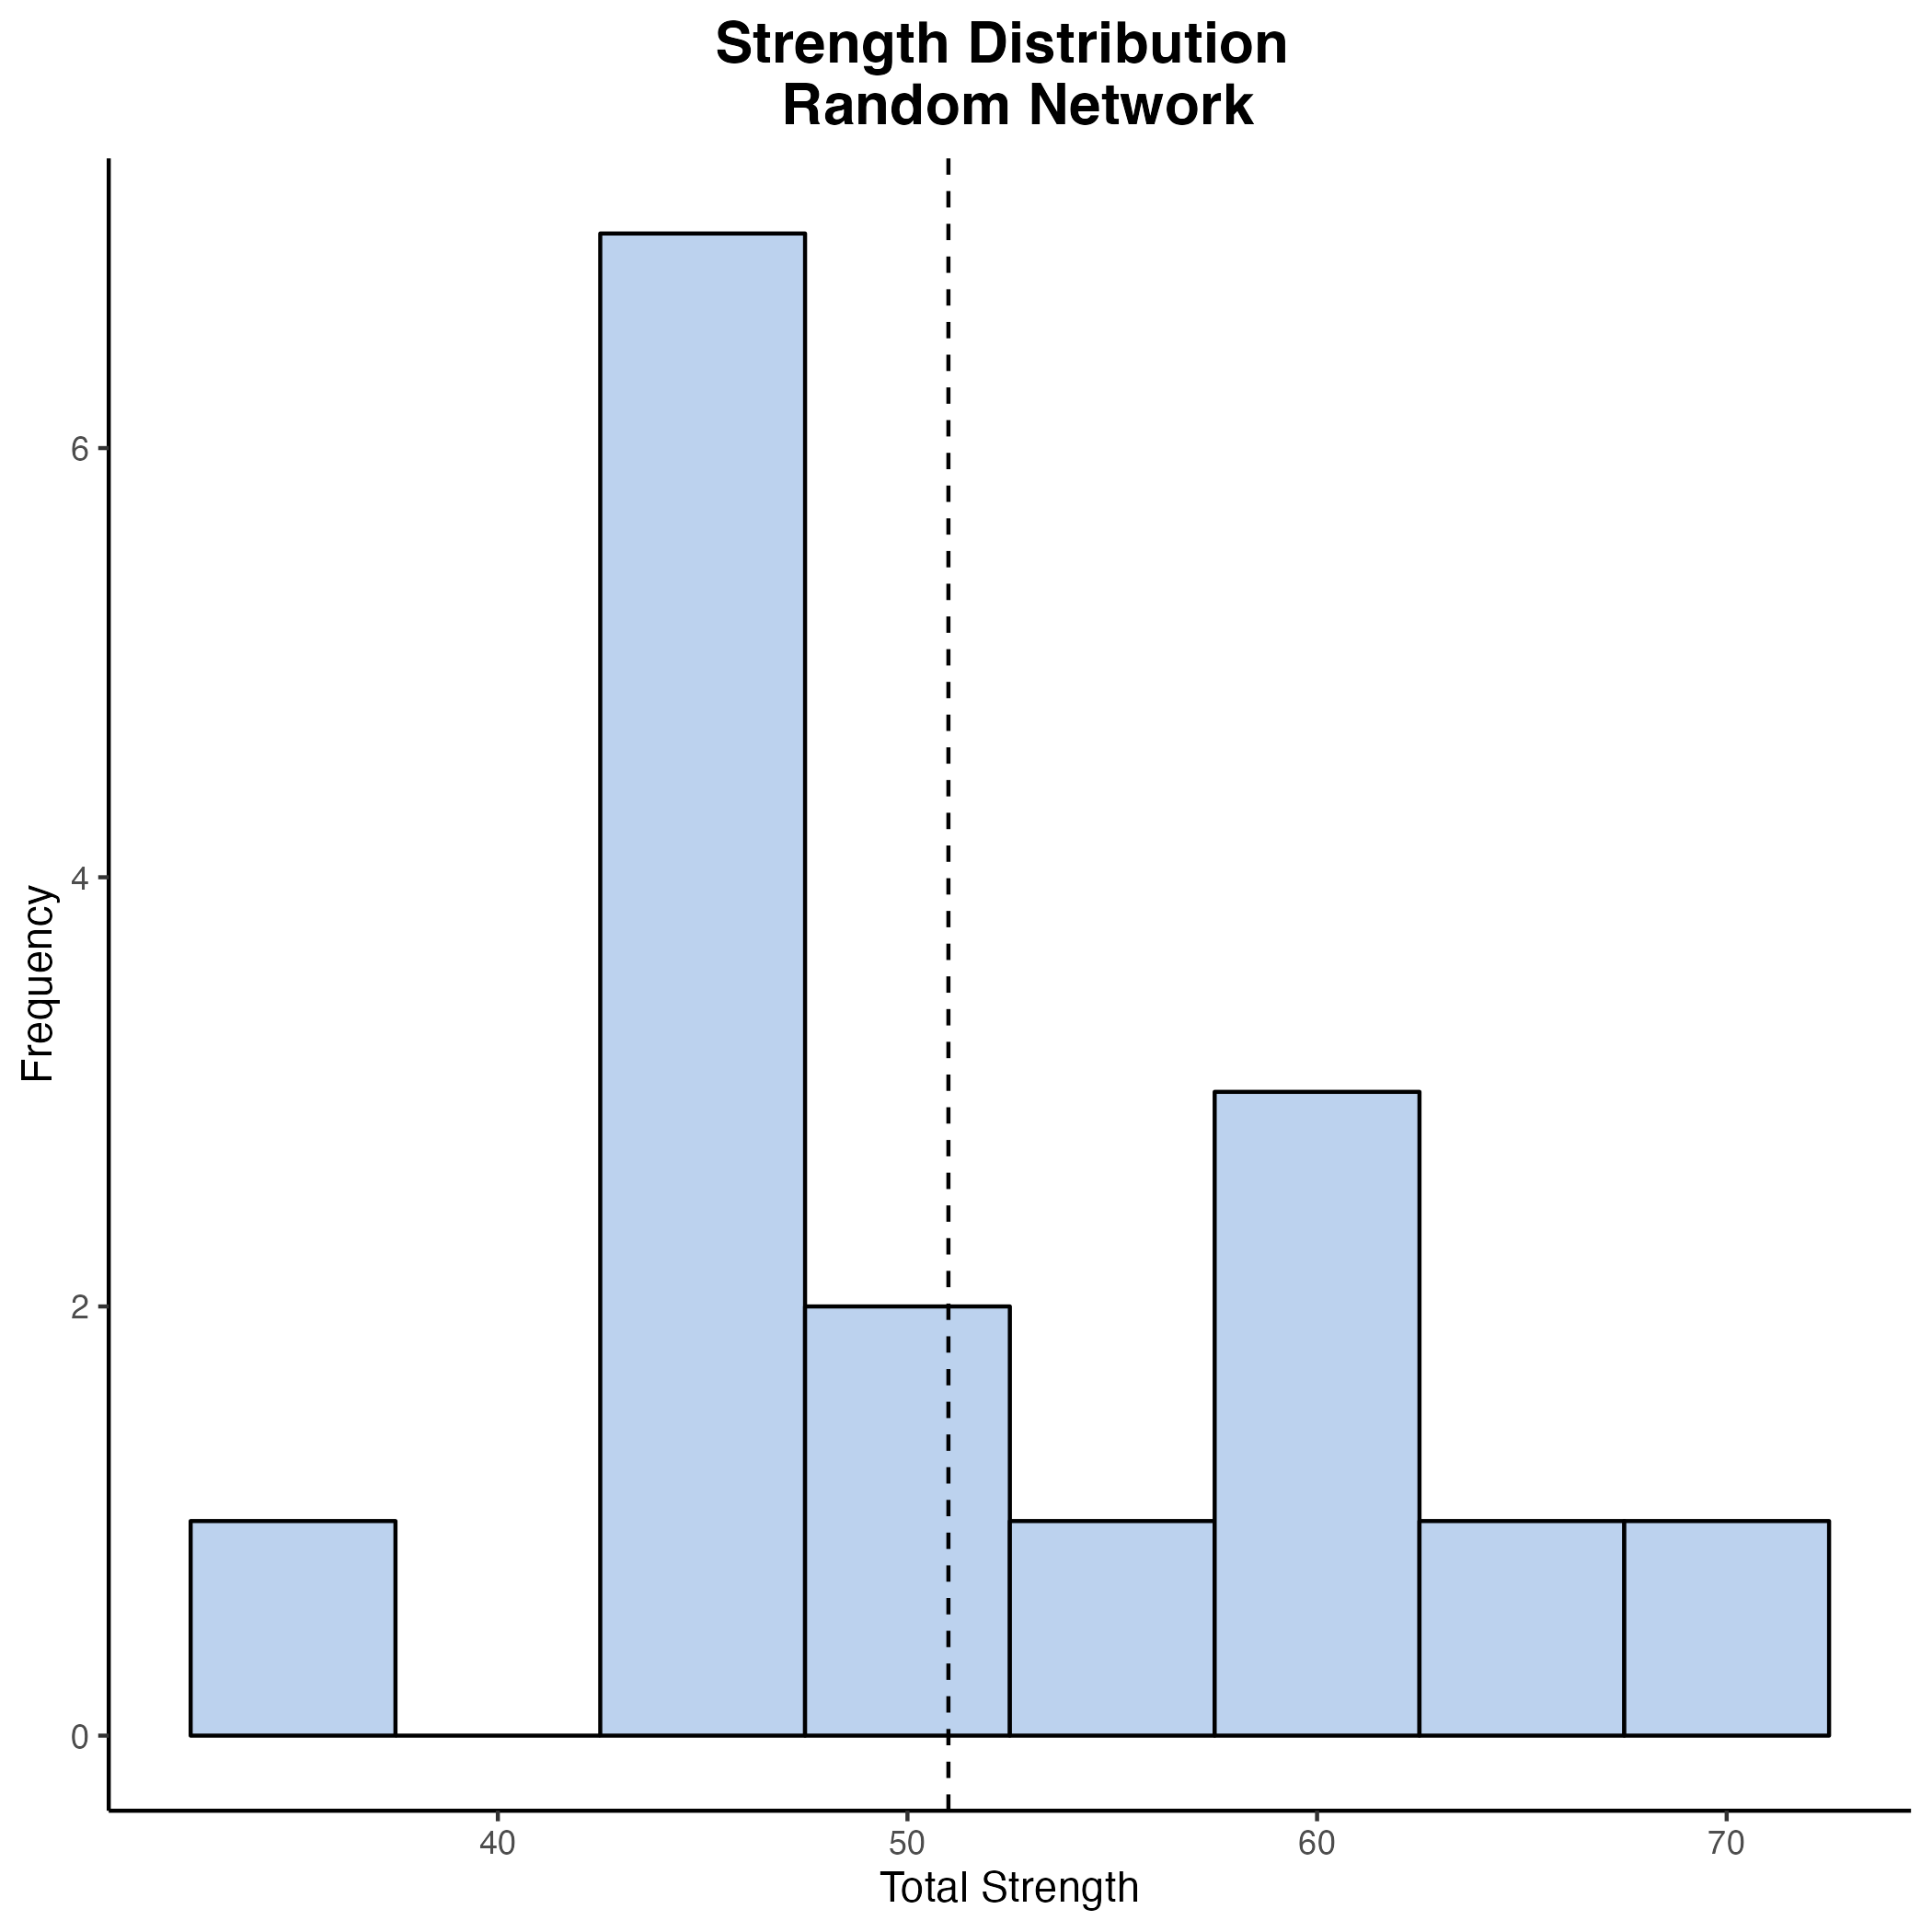 Strength Distribution
Random Network
6
4
2
0
Frequency
40 50 60 70
Total Strength